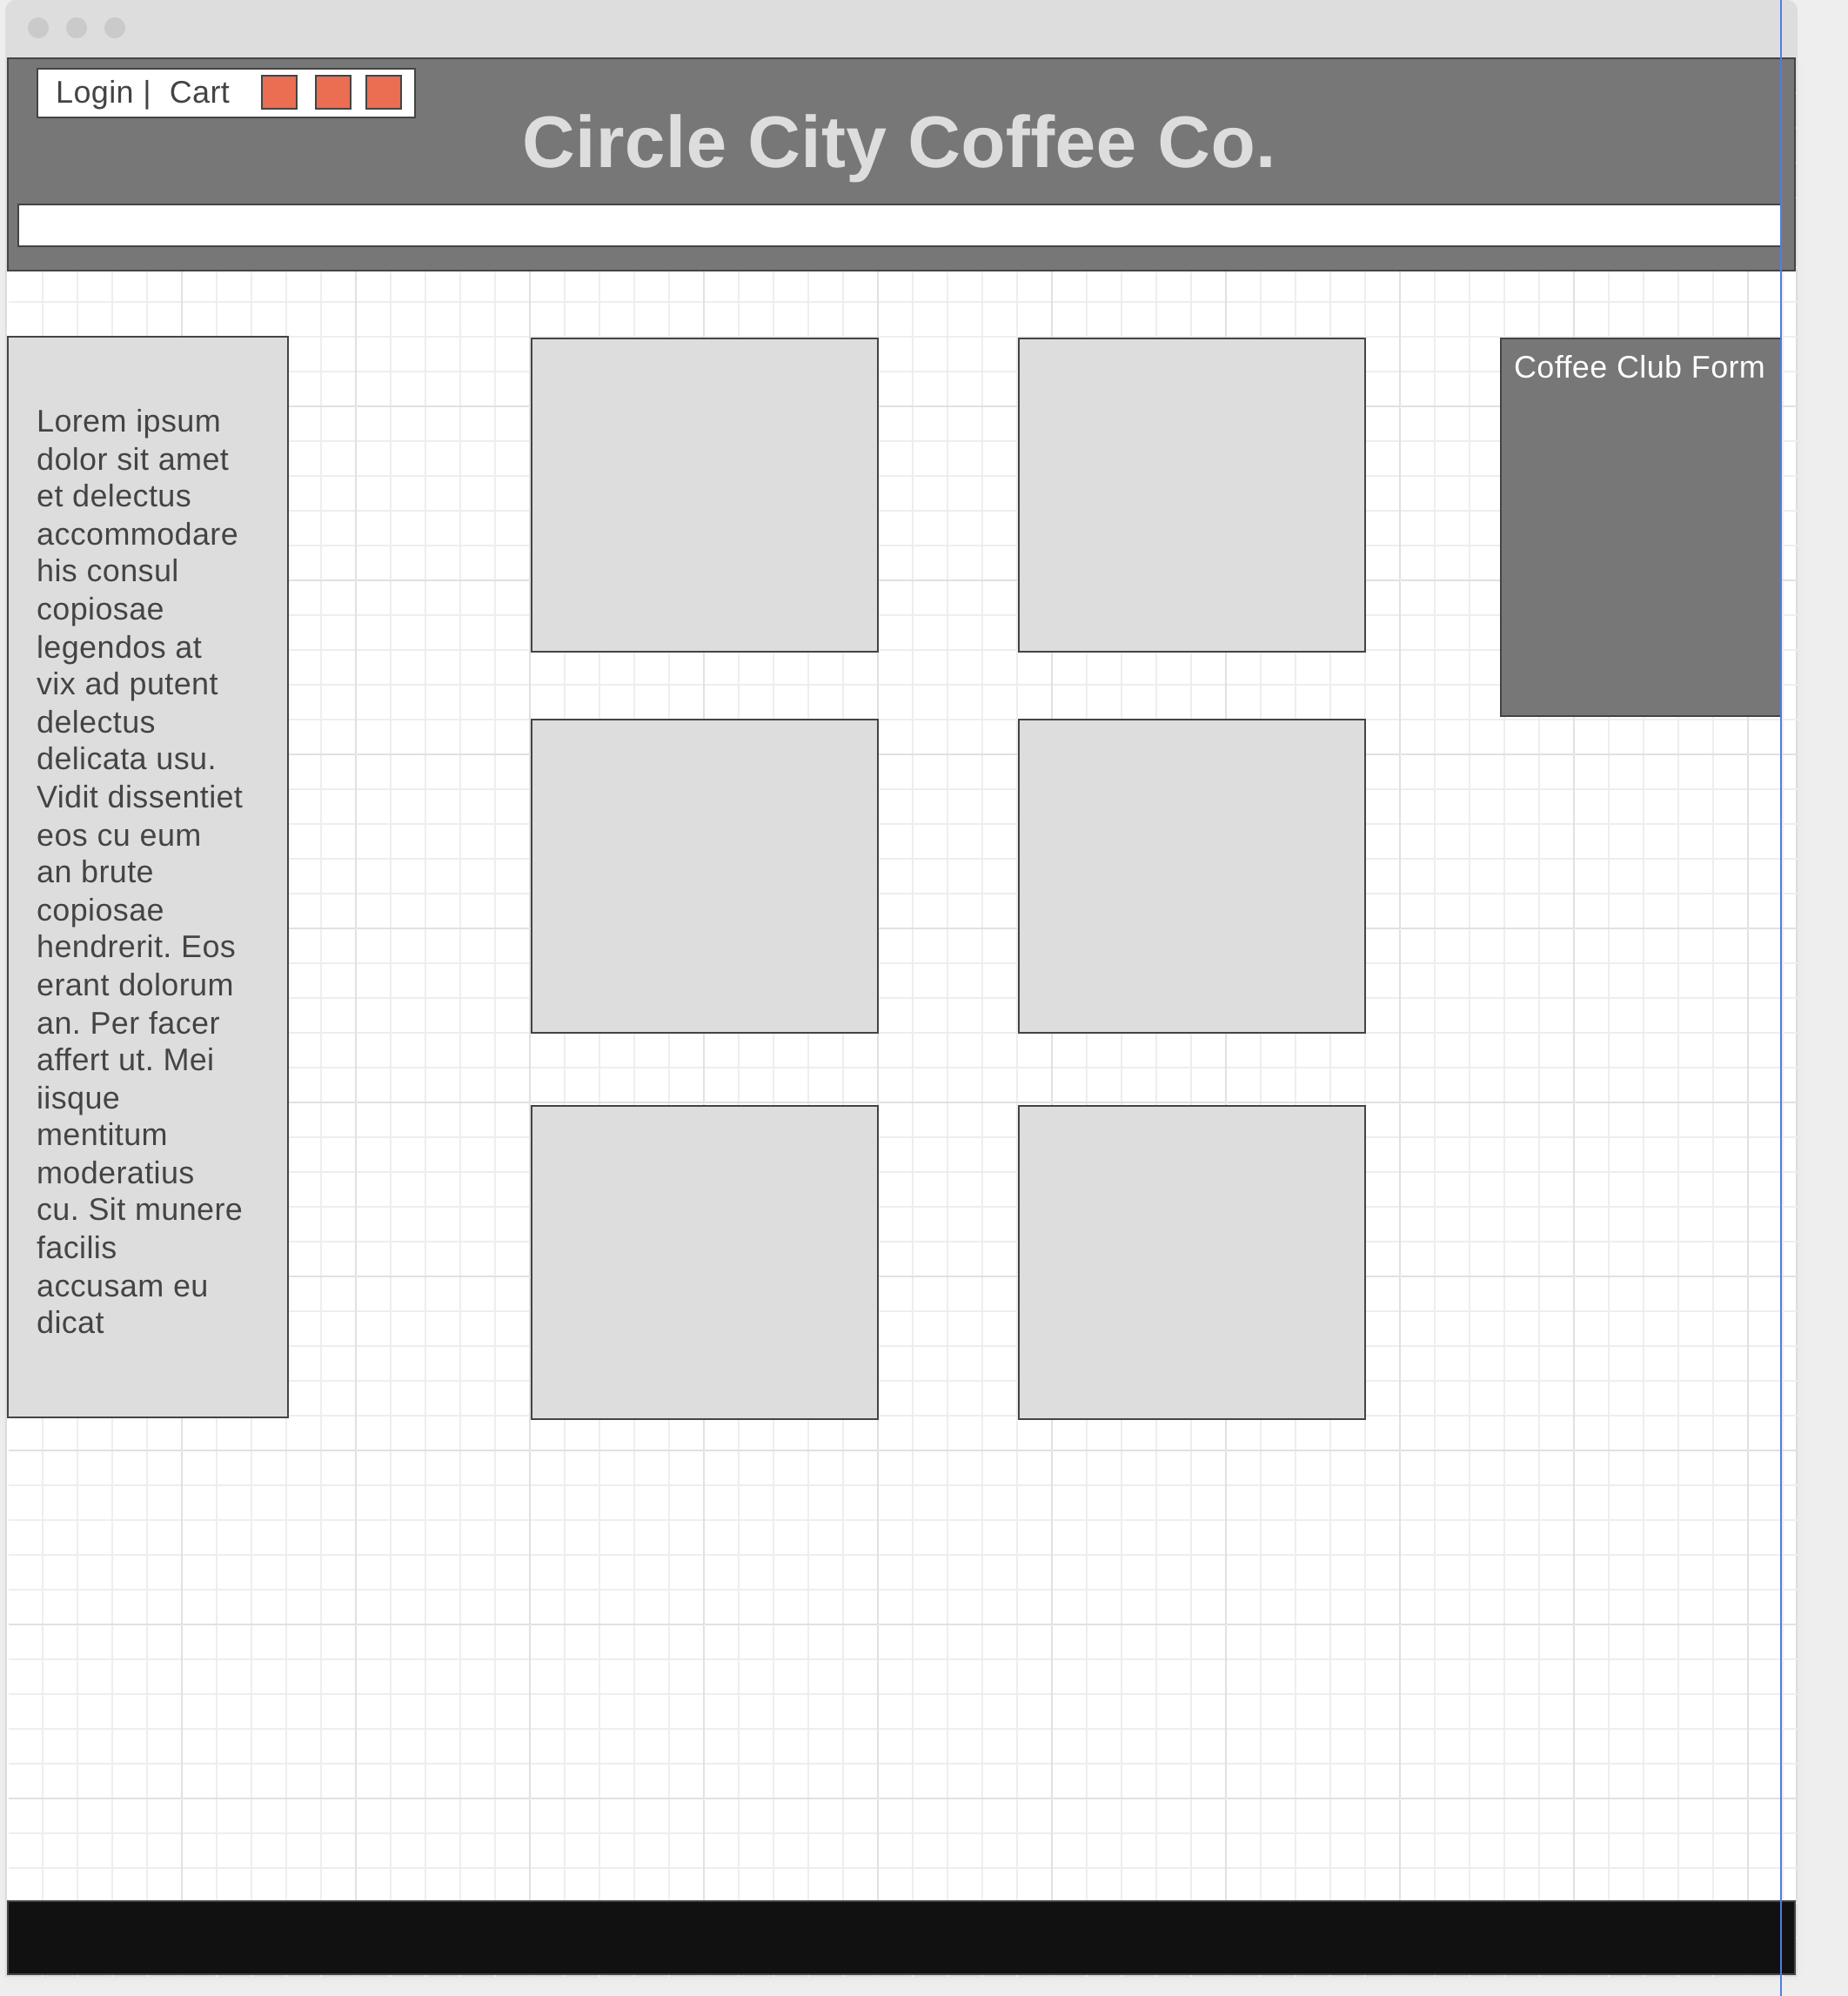 Login |  Cart
Circle City Coffee Co.
Lorem ipsum
dolor sit amet
et delectus
accommodare
his consul
copiosae
legendos at
vix ad putent
delectus
delicata usu.
Vidit dissentiet
eos cu eum
an brute
copiosae
hendrerit. Eos
erant dolorum
an. Per facer
affert ut. Mei
iisque
mentitum
moderatius
cu. Sit munere
facilis
accusam eu
dicat
Coffee Club Form